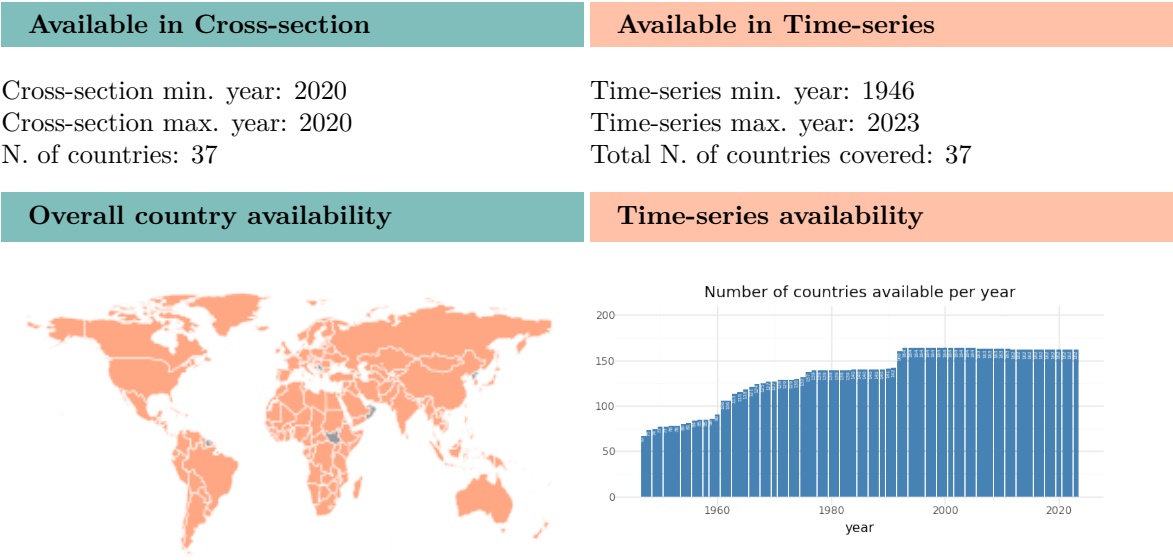 Available in Cross-section
Available in Time-series
Cross-section min. year: 2020
Cross-section max. year: 2020
N. of countries: 37
Time-series min. year: 1946
Time-series max. year: 2023
Total N. of countries covered: 37
Overall country availability
Time-series availability
Number of countries available per year
200
150
100
50
0
1960
1980
2000
2020
year